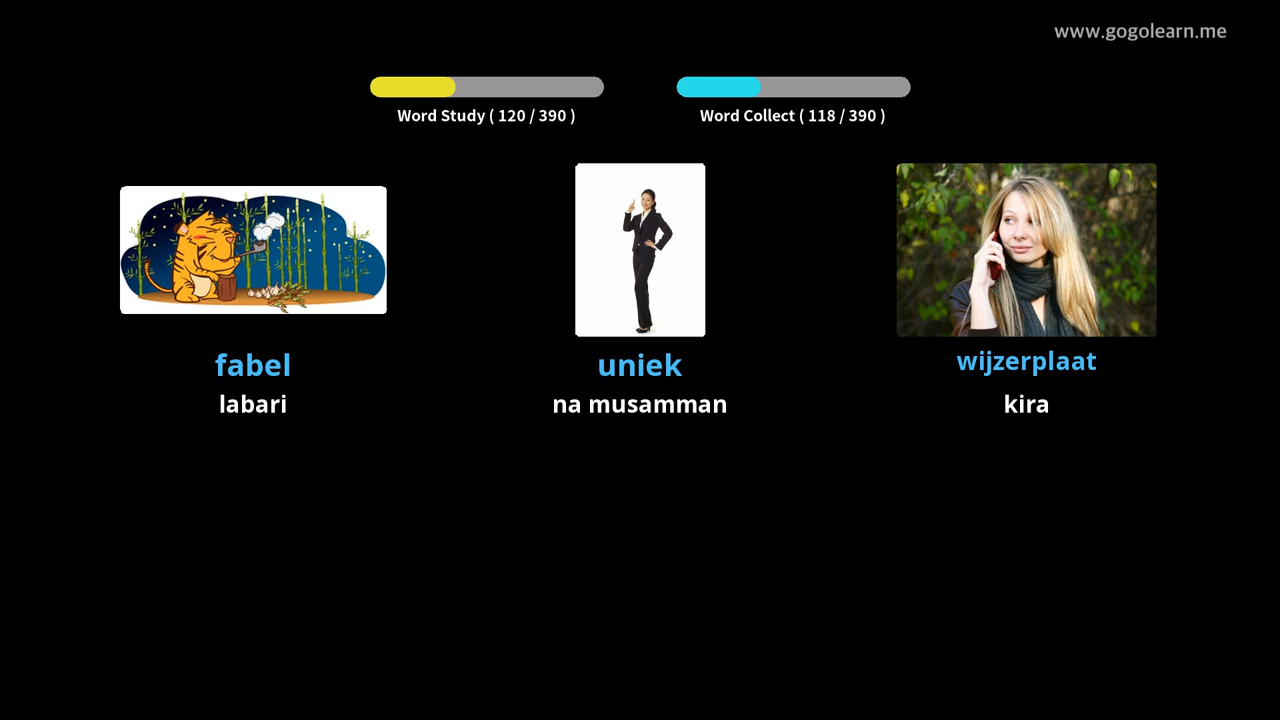 www.gogolearn.me
Word Study ( 120 / 390 )
Word Collect ( 118 / 390 )
fabel
uniek
wijzerplaat
labari
na musamman
kira